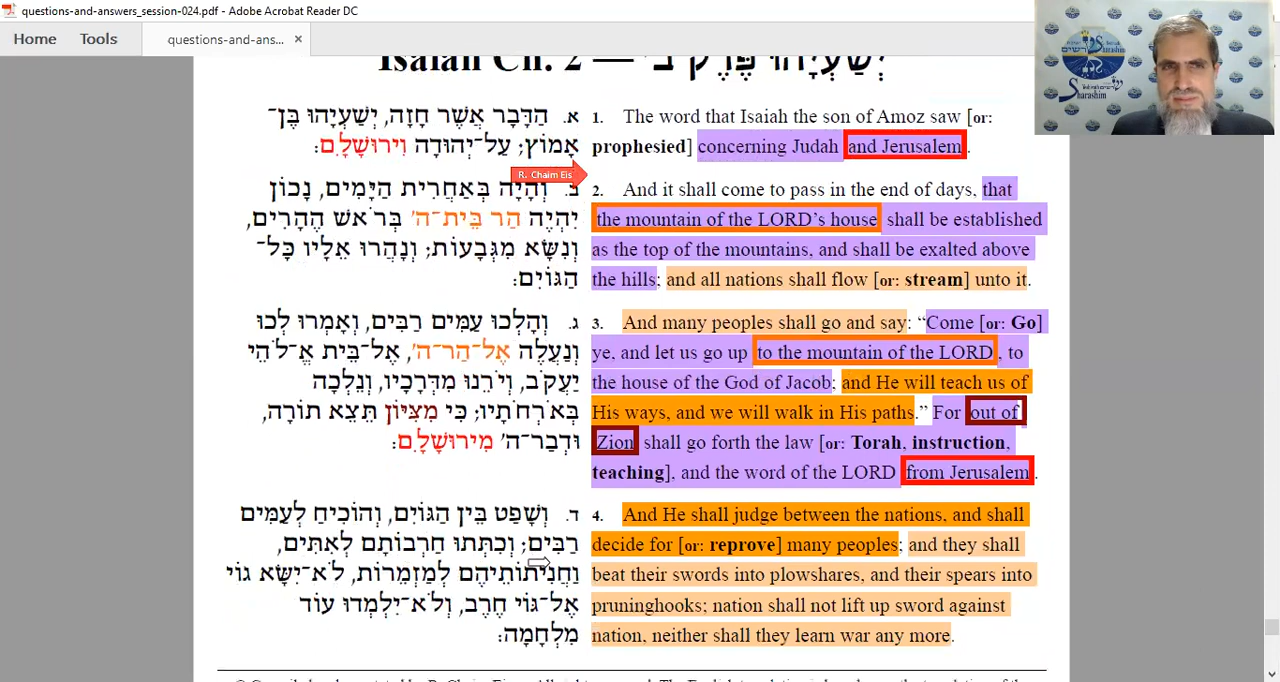 questions-and-answers_session-024.pdf - Adobe Acrobat Reader DC
Home Tools questions-and-ans... ×
Isaiah Ch. 2 — יְשַׁעְיָהוּ פֶּרֶק ב׳
א. הַדָּבָר אֲשֶׁר חָזָה, יְשַׁעְיָהוּ בֶּן־
אָמוֹץ; עַל־יְהוּדָה וִירוּשָׁלָ͏ִם:
R. Chaim Eis
ב. וְהָיָה בְּאַחֲרִית הַיָּמִים, נָכוֹן
יִהְיֶה הַר בֵּית־ה׳ בְּרֹאשׁ הֶהָרִים,
וְנִשָּׂא מִגְּבָעוֹת; וְנָהֲרוּ אֵלָיו כָּל־
הַגּוֹיִם:
ג. וְהָלְכוּ עַמִּים רַבִּים, וְאָמְרוּ לְכוּ
וְנַעֲלֶה אֶל־הַר־ה׳, אֶל־בֵּית אֱ־לֹהֵי
יַעֲקֹב, וְיֹרֵנוּ מִדְּרָכָיו, וְנֵלְכָה
בְּאֹרְחֹתָיו; כִּי מִצִּיּוֹן תֵּצֵא תוֹרָה,
וּדְבַר־ה׳ מִירוּשָׁלָ͏ִם:
ד. וְשָׁפַט בֵּין הַגּוֹיִם, וְהוֹכִיחַ לְעַמִּים
רַבִּים; וְכִתְּתוּ חַרְבוֹתָם לְאִתִּים,
וַחֲנִיתוֹתֵיהֶם לְמַזְמֵרוֹת, לֹא־יִשָּׂא גוֹי
אֶל־גּוֹי חֶרֶב, וְלֹא־יִלְמְדוּ עוֹד
מִלְחָמָה:
1. The word that Isaiah the son of Amoz saw [or:
prophesied] concerning Judah and Jerusalem.
2. And it shall come to pass in the end of days, that
the mountain of the LORD’s house shall be established
as the top of the mountains, and shall be exalted above
the hills; and all nations shall flow [or: stream] unto it.
3. And many peoples shall go and say: “Come [or: Go]
ye, and let us go up to the mountain of the LORD, to
the house of the God of Jacob; and He will teach us of
His ways, and we will walk in His paths.” For out of
Zion shall go forth the law [or: Torah, instruction,
teaching], and the word of the LORD from Jerusalem.
4. And He shall judge between the nations, and shall
decide for [or: reprove] many peoples; and they shall
beat their swords into plowshares, and their spears into
pruninghooks; nation shall not lift up sword against
nation, neither shall they learn war any more.
Sharashim